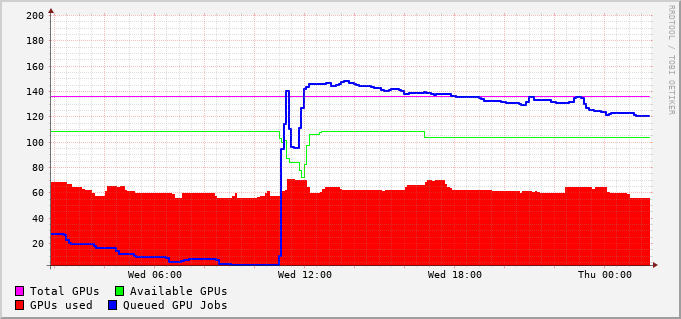 200
180
160
140
120
100
80
60
40
20
Wed 06:00 Wed 12:00 Wed 18:00 Thu 00:00
Total GPUs Available GPUs
GPUs used Queued GPU Jobs
RRDTOOL / TOBI OETIKER